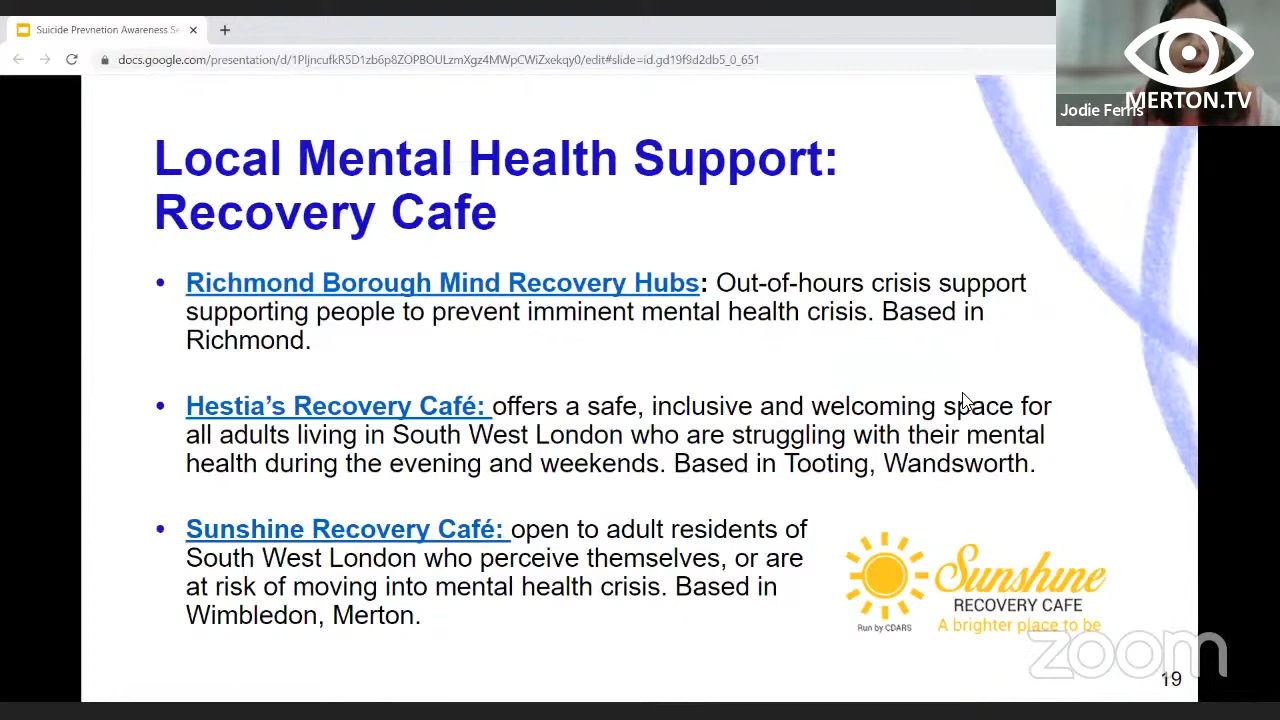 Suicide Prevnetion Awareness Se
docs.google.com/presentation/d/1PIjncufkR5D1zb6p8ZOPBOULzmXgz4MWpCWiZxekqy0/edit#slide=id.gd19f9d2db5_0_651
MERTON.TV
Jodie Ferris
Local Mental Health Support:
Recovery Cafe
• Richmond Borough Mind Recovery Hubs: Out-of-hours crisis support
supporting people to prevent imminent mental health crisis. Based in
Richmond.
• Hestia’s Recovery Café: offers a safe, inclusive and welcoming space for
all adults living in South West London who are struggling with their mental
health during the evening and weekends. Based in Tooting, Wandsworth.
• Sunshine Recovery Café: open to adult residents of
South West London who perceive themselves, or are
at risk of moving into mental health crisis. Based in
Wimbledon, Merton.
Sunshine
RECOVERY CAFE
Run by CDARS
A brighter place to be
zoom
19